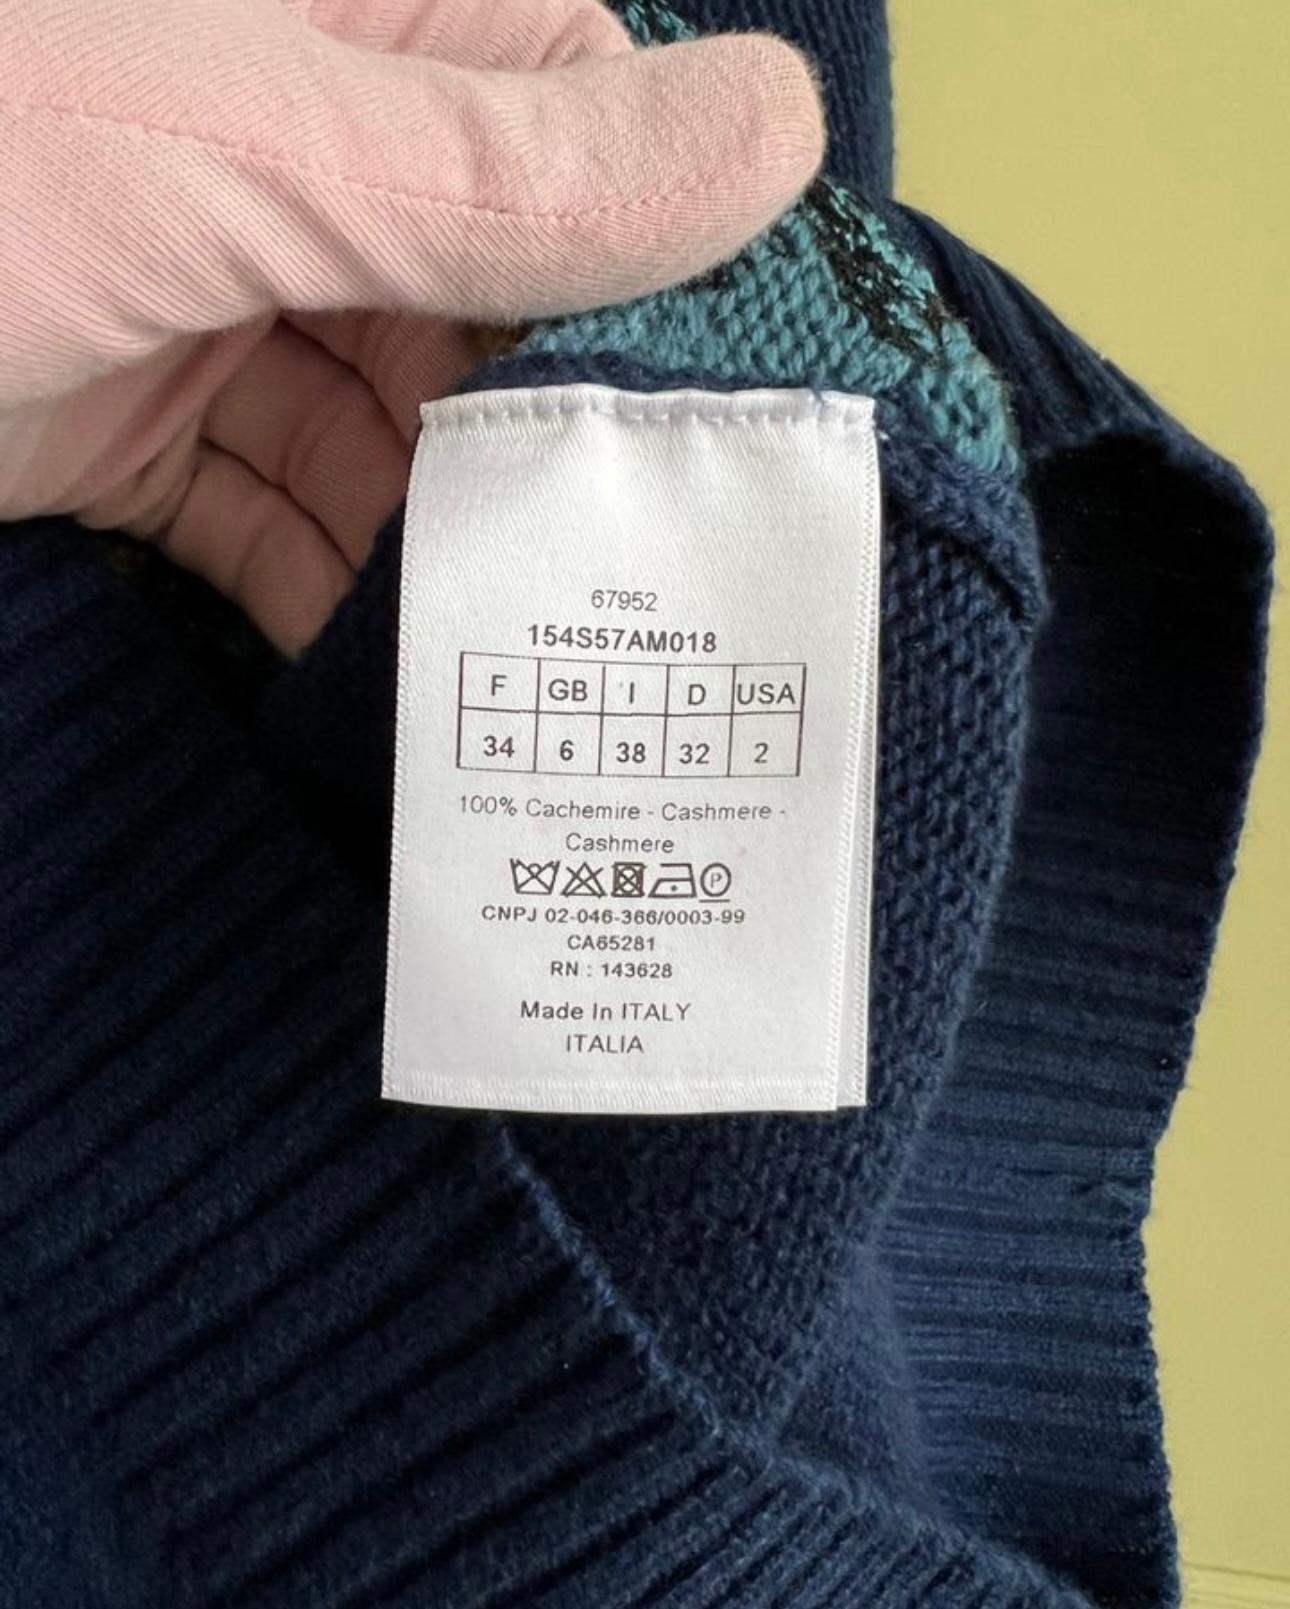 67952
154S57AM018
F GB I D USA
34 6 38 32 2
100% Cachemire - Cashmere -
Cashmere
P
CNPJ 02-046-366/0003-99
CA65281
RN : 143628
Made In ITALY
ITALIA